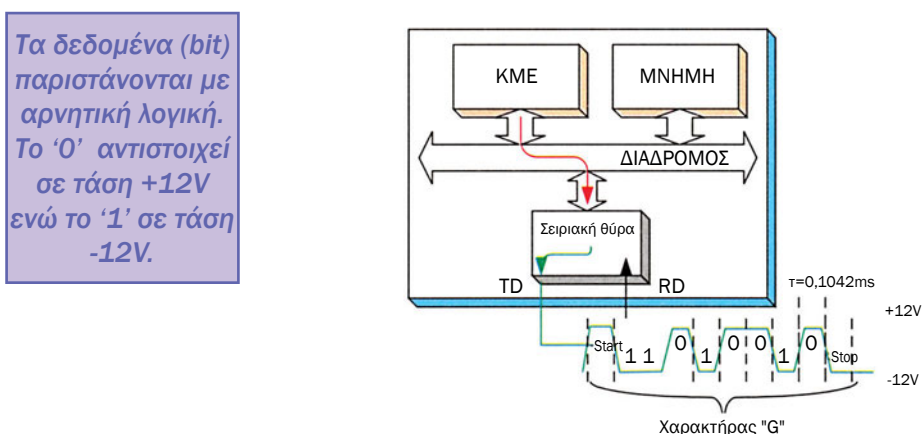 Τα δεδομένα (bit)
παριστάνονται με
αρνητική λογική.
Το ‘0’ αντιστοιχεί
σε τάση +12V
ενώ το ‘1’ σε τάση
-12V.
ΚΜΕ
ΜΝΗΜΗ
ΔΙΑΔΡΟΜΟΣ
Σειριακή θύρα
TD
RD
τ=0,1042ms
+12V
Start 1 1 0 1 0 0 1 0 Stop
-12V
Χαρακτήρας "G"